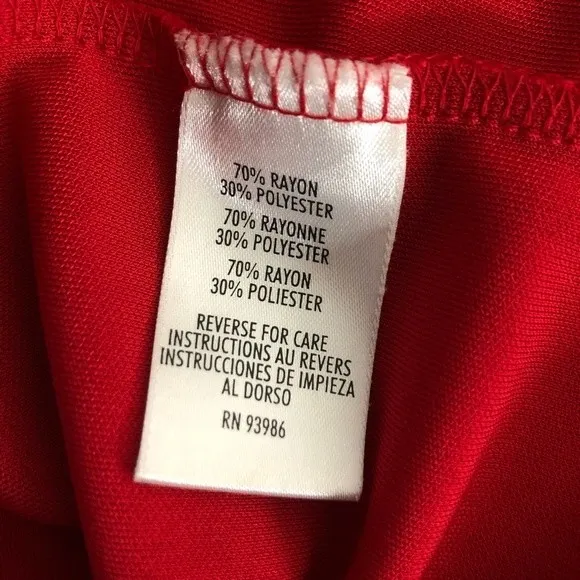 70% RAYON
30% POLYESTER
70% RAYONNE
30% POLYESTER
70% RAYON
30% POLIESTER
REVERSE FOR CARE
INSTRUCTIONS AU REVERS
INSTRUCCIONES DE IMPIEZA
AL DORSO
RN 93986